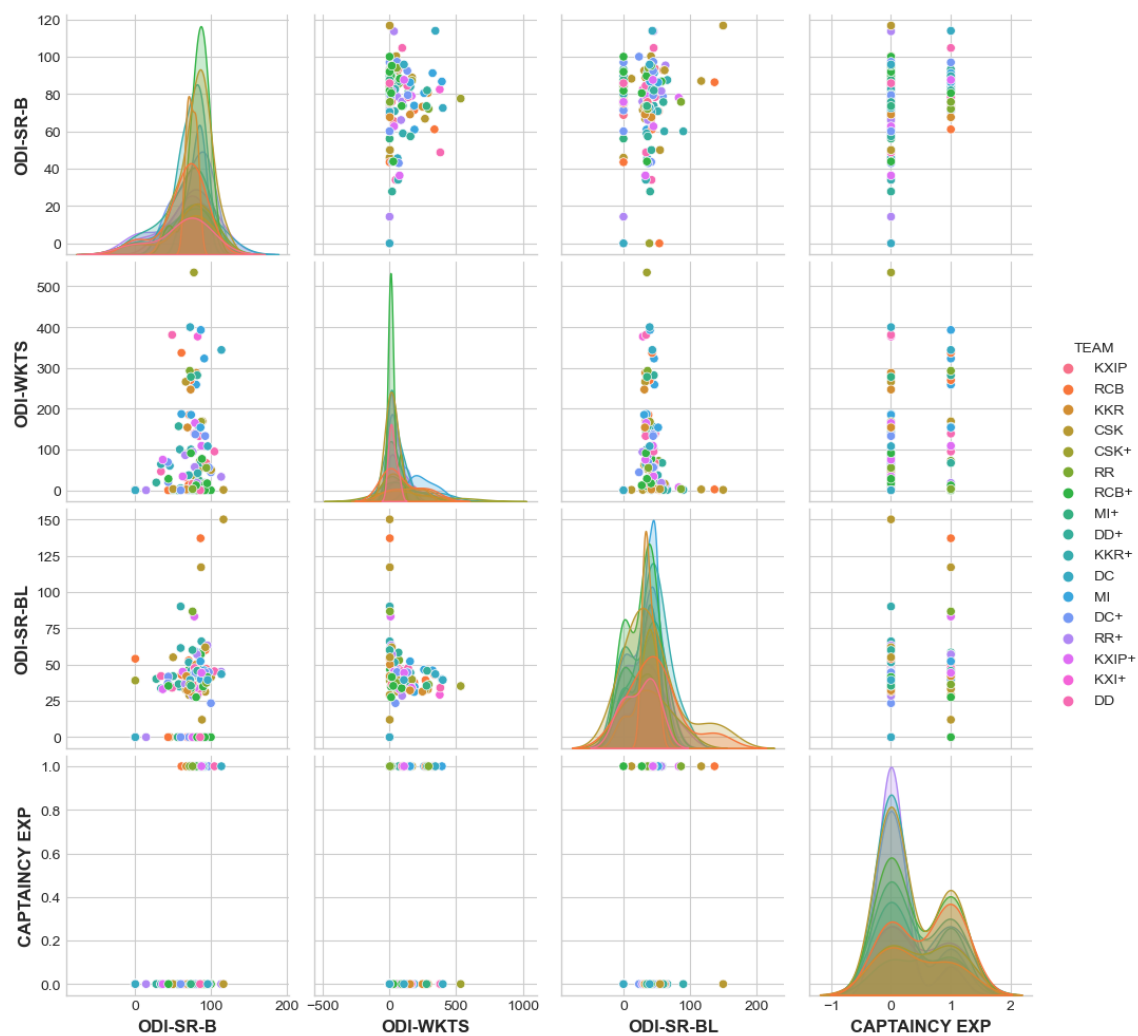 120
100
80
60
40
20
0
ODI-SR-B
500
400
300
200
100
0
ODI-WKTS
150
125
100
75
50
25
0
ODI-SR-BL
1.0
0.8
0.6
0.4
0.2
0.0
CAPTAINCY EXP
0 100 200
ODI-SR-B
−500 0 500 1000
ODI-WKTS
0 100 200
ODI-SR-BL
−1 0 1 2
CAPTAINCY EXP
TEAM
KXIP
RCB
KKR
CSK
CSK+
RR
RCB+
MI+
DD+
KKR+
DC
MI
DC+
RR+
KXIP+
KXI+
DD